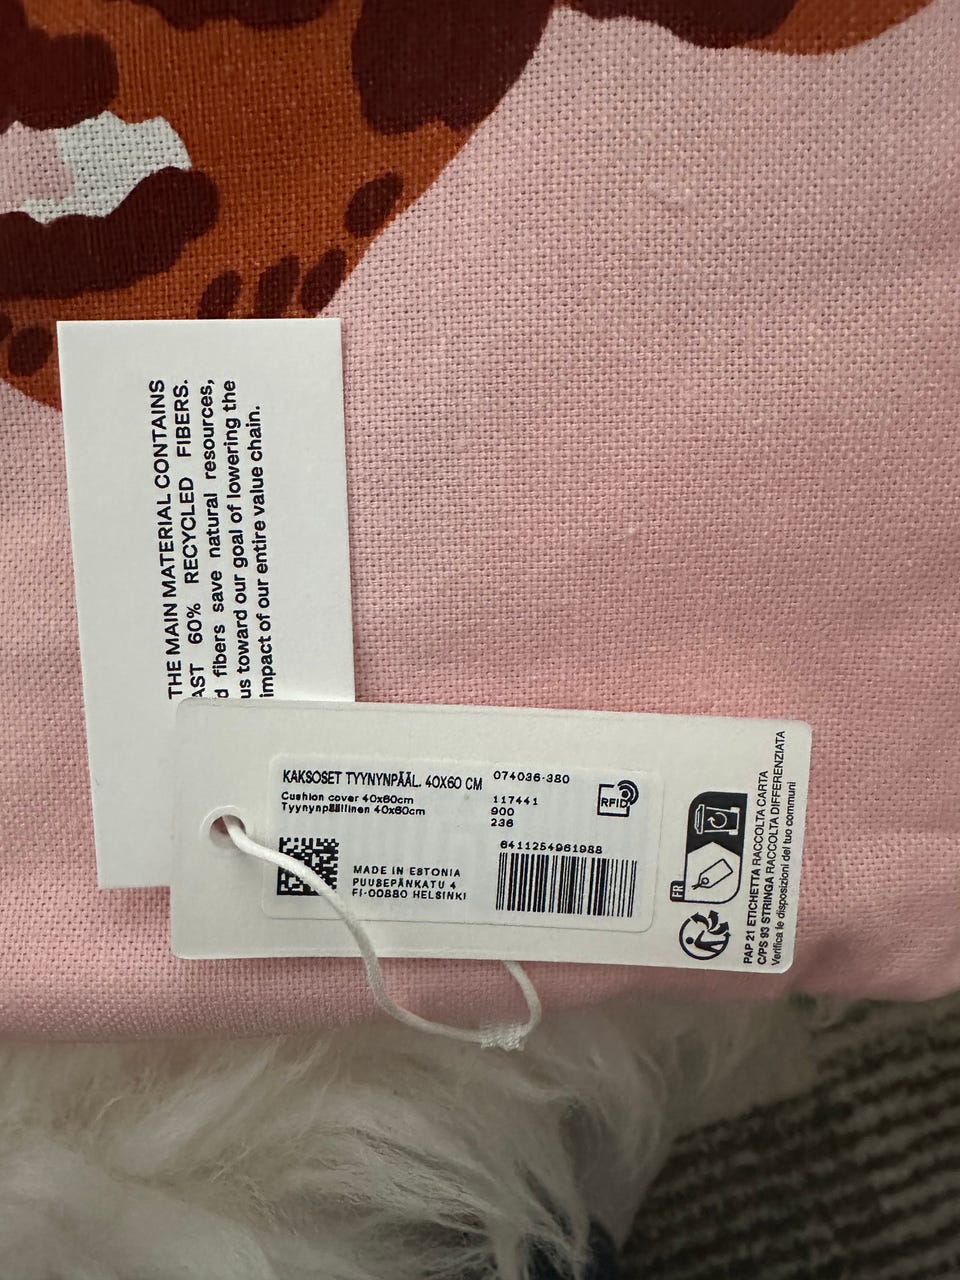 THE MAIN MATERIAL CONTAINS
AST 60% RECYCLED FIBERS.
d fibers save natural resources,
us toward our goal of lowering the
impact of our entire value chain.
KAKSOSET TYYNYNPÄÄL. 40X60 CM
Cushion cover 40x60cm
Tyynynpäällinen 40x60cm
074036-380
117441
900
236
RFID
6411254961988
MADE IN ESTONIA
PUUSEPÄNKATU 4
FI-00880 HELSINKI
FR
PAP 21 ETICHETTA RACCOLTA CARTA
C/PS 93 STRINGA RACCOLTA DIFFERENZIATA
Verifica le disposizioni del tuo comuni